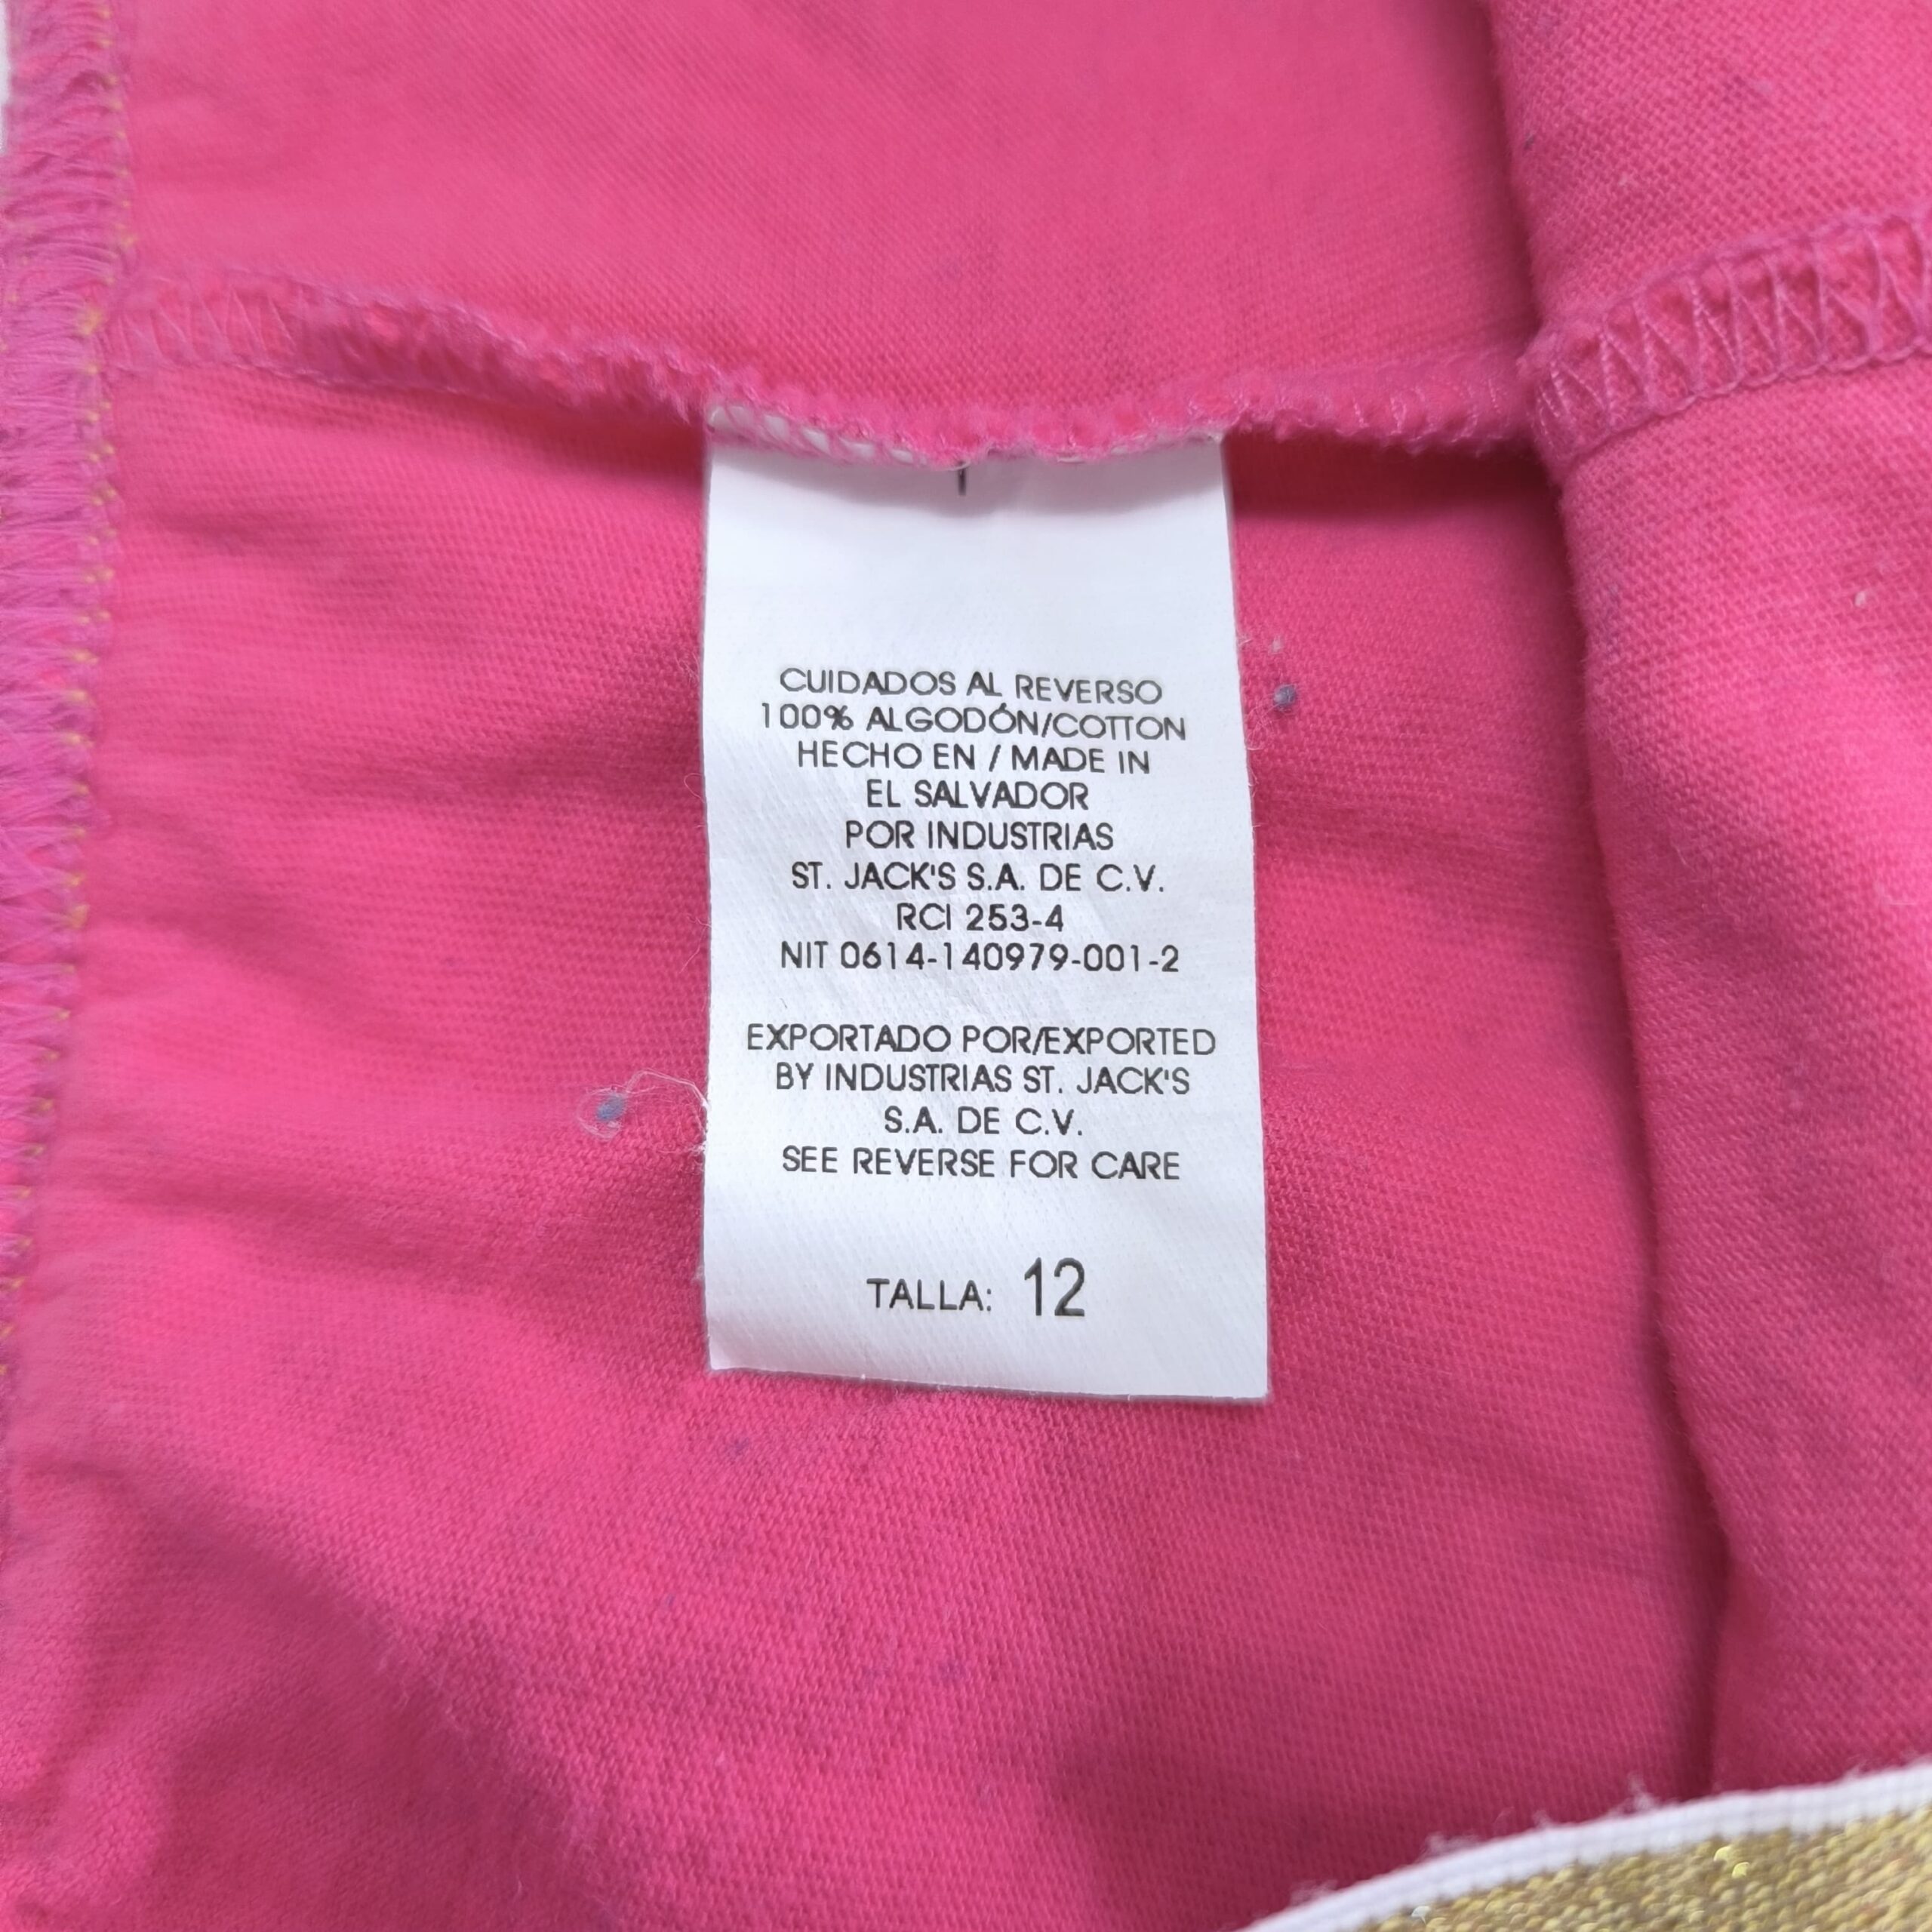 CUIDADOS AL REVERSO
100% ALGODÓN/COTTON
HECHO EN / MADE IN
EL SALVADOR
POR INDUSTRIAS
ST. JACK'S S.A. DE C.V.
RCI 253-4
NIT 0614-140979-001-2
EXPORTADO POR/EXPORTED
BY INDUSTRIAS ST. JACK'S
S.A. DE C.V.
SEE REVERSE FOR CARE
TALLA: 12